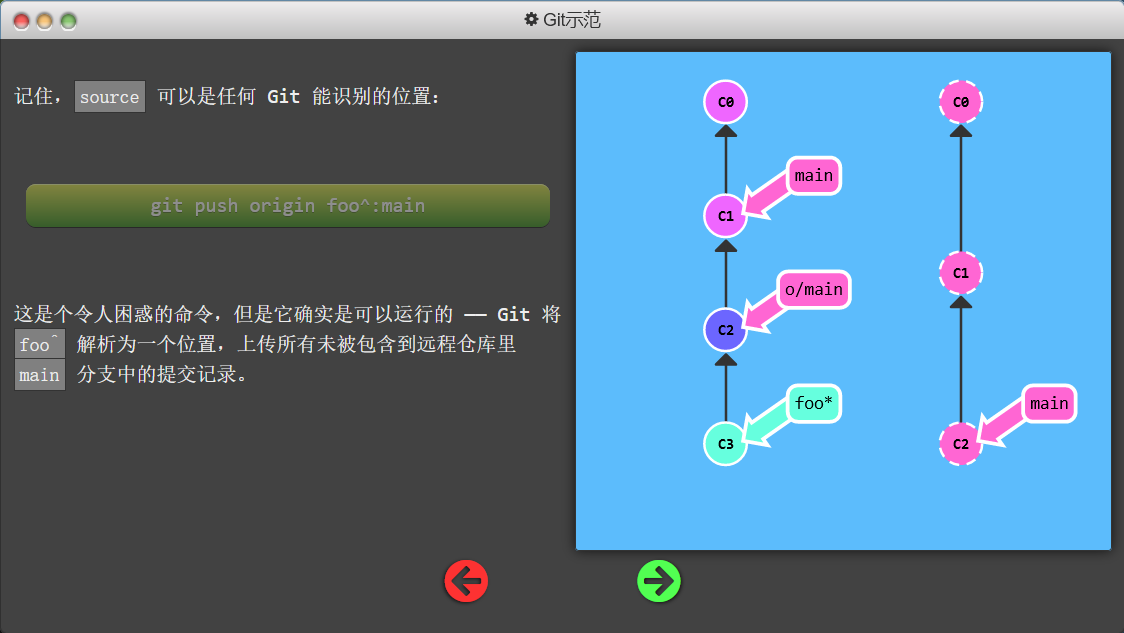 Git示范
记住，source 可以是任何 Git 能识别的位置：
git push origin foo^:main
这是个令人困惑的命令，但是它确实是可以运行的 —— Git 将
foo^ 解析为一个位置，上传所有未被包含到远程仓库里
main 分支中的提交记录。
C0
main
C1
o/main
C2
foo*
C3
C0
C1
main
C2